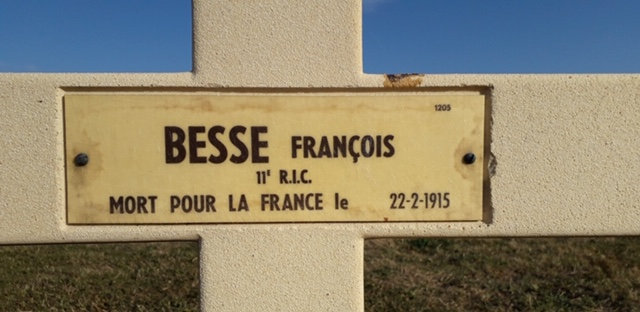 1205
BESSE FRANÇOIS
11E R.I.C.
MORT POUR LA FRANCE le 22-2-1915